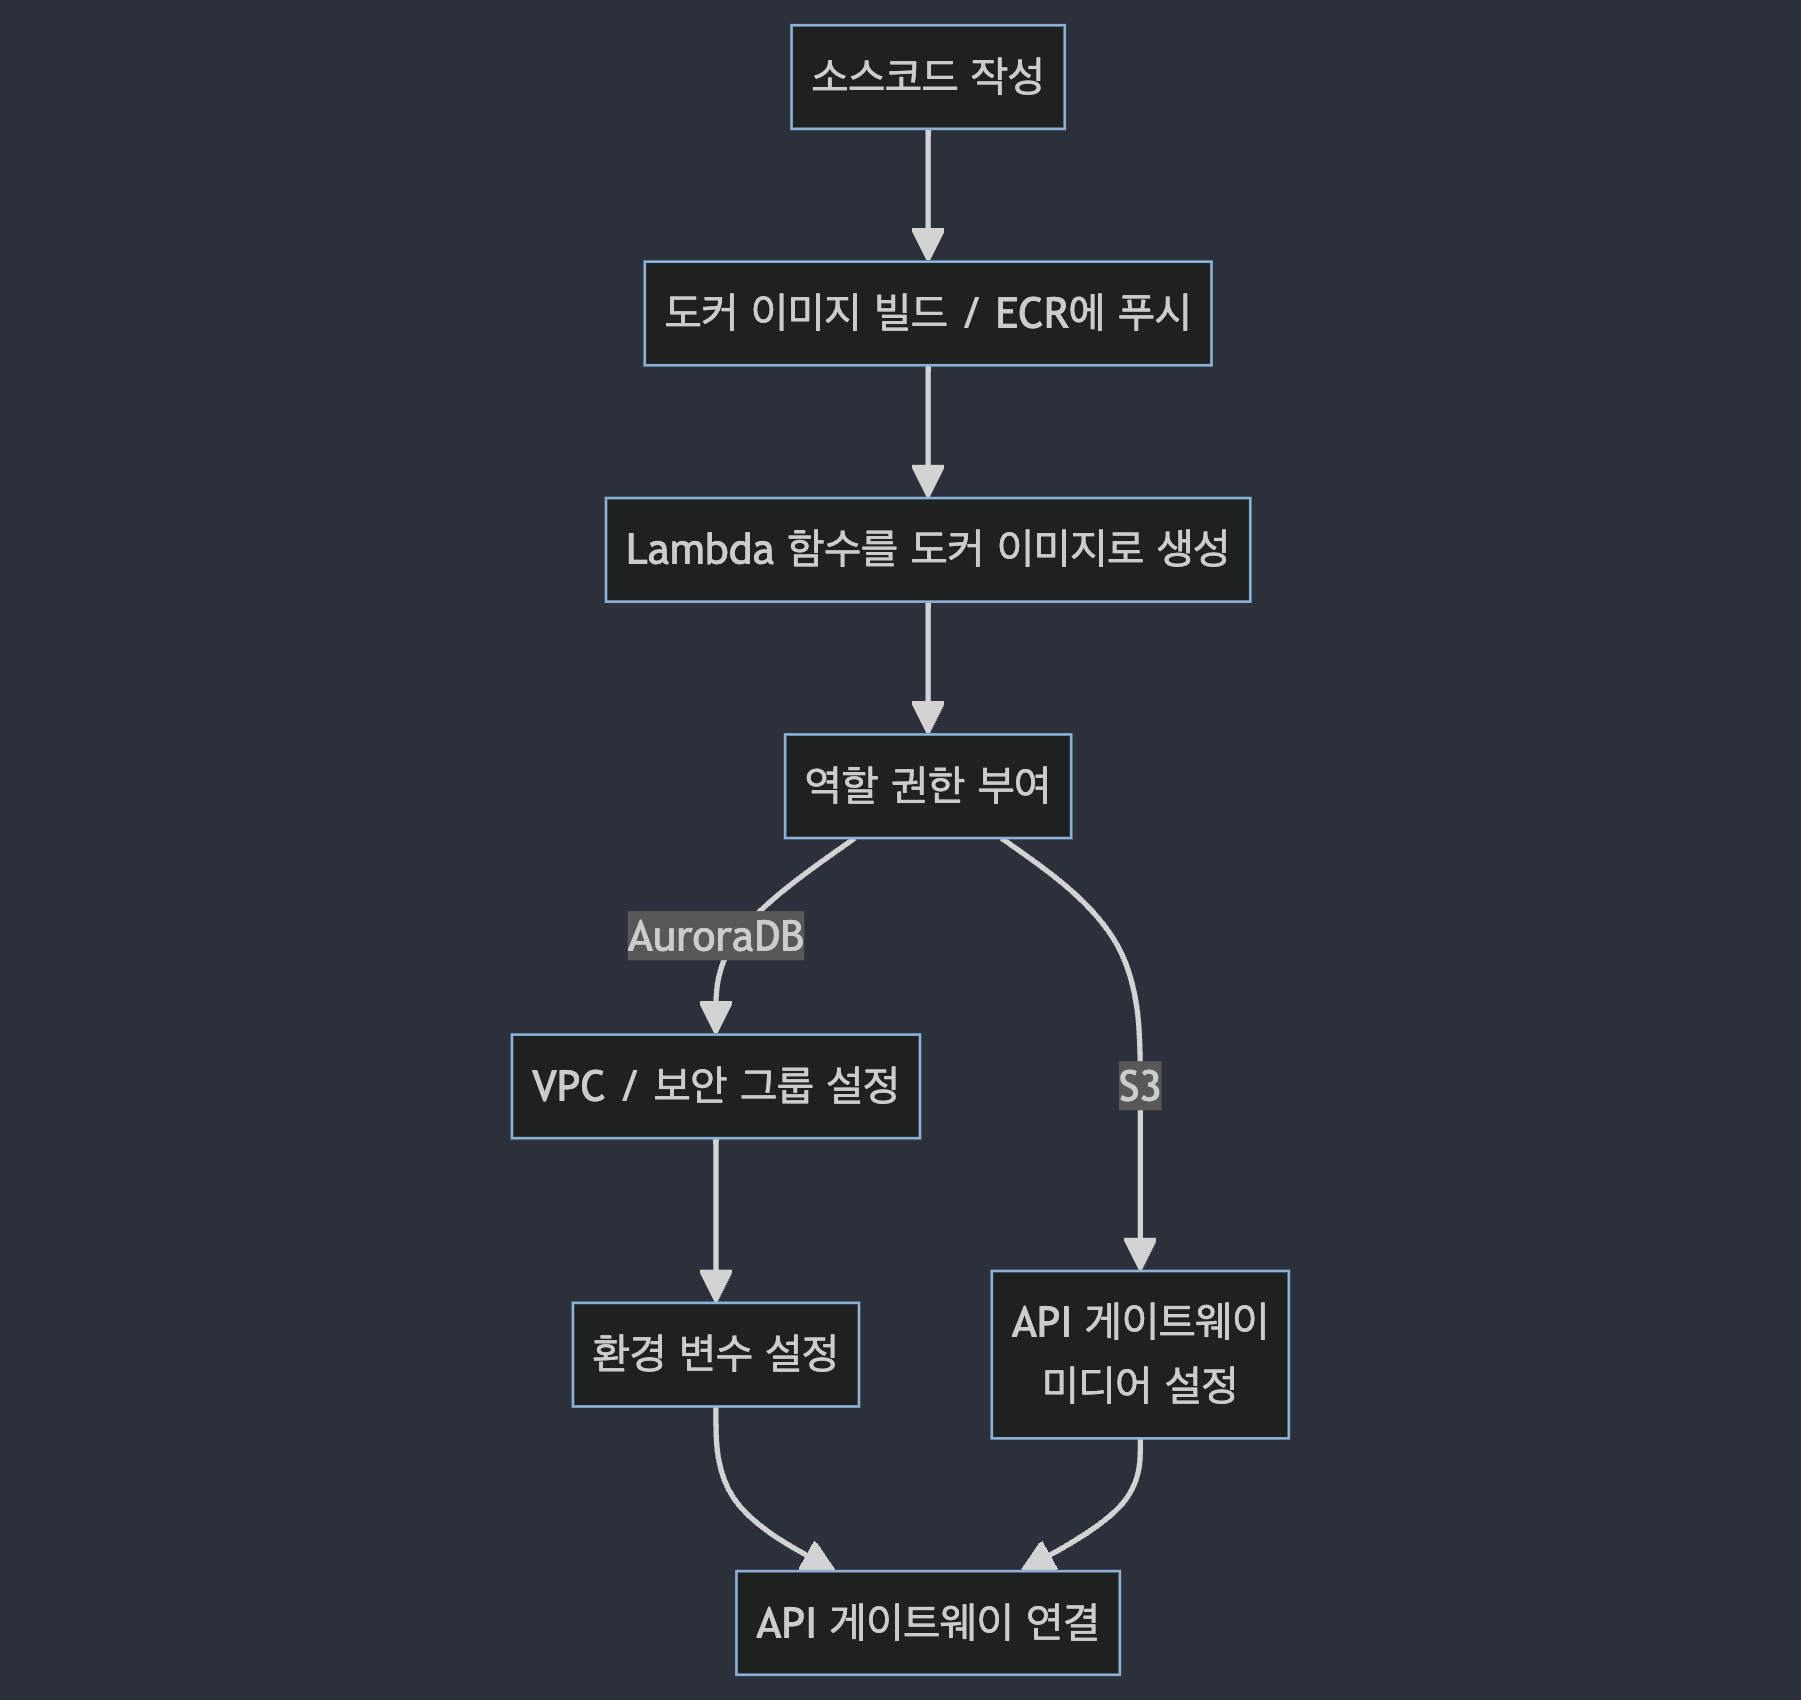 소스코드 작성
도커 이미지 빌드 / ECR에 푸시
Lambda 함수를 도커 이미지로 생성
역할 권한 부여
AuroraDB
VPC / 보안 그룹 설정
S3
환경 변수 설정
API 게이트웨이
미디어 설정
API 게이트웨이 연결